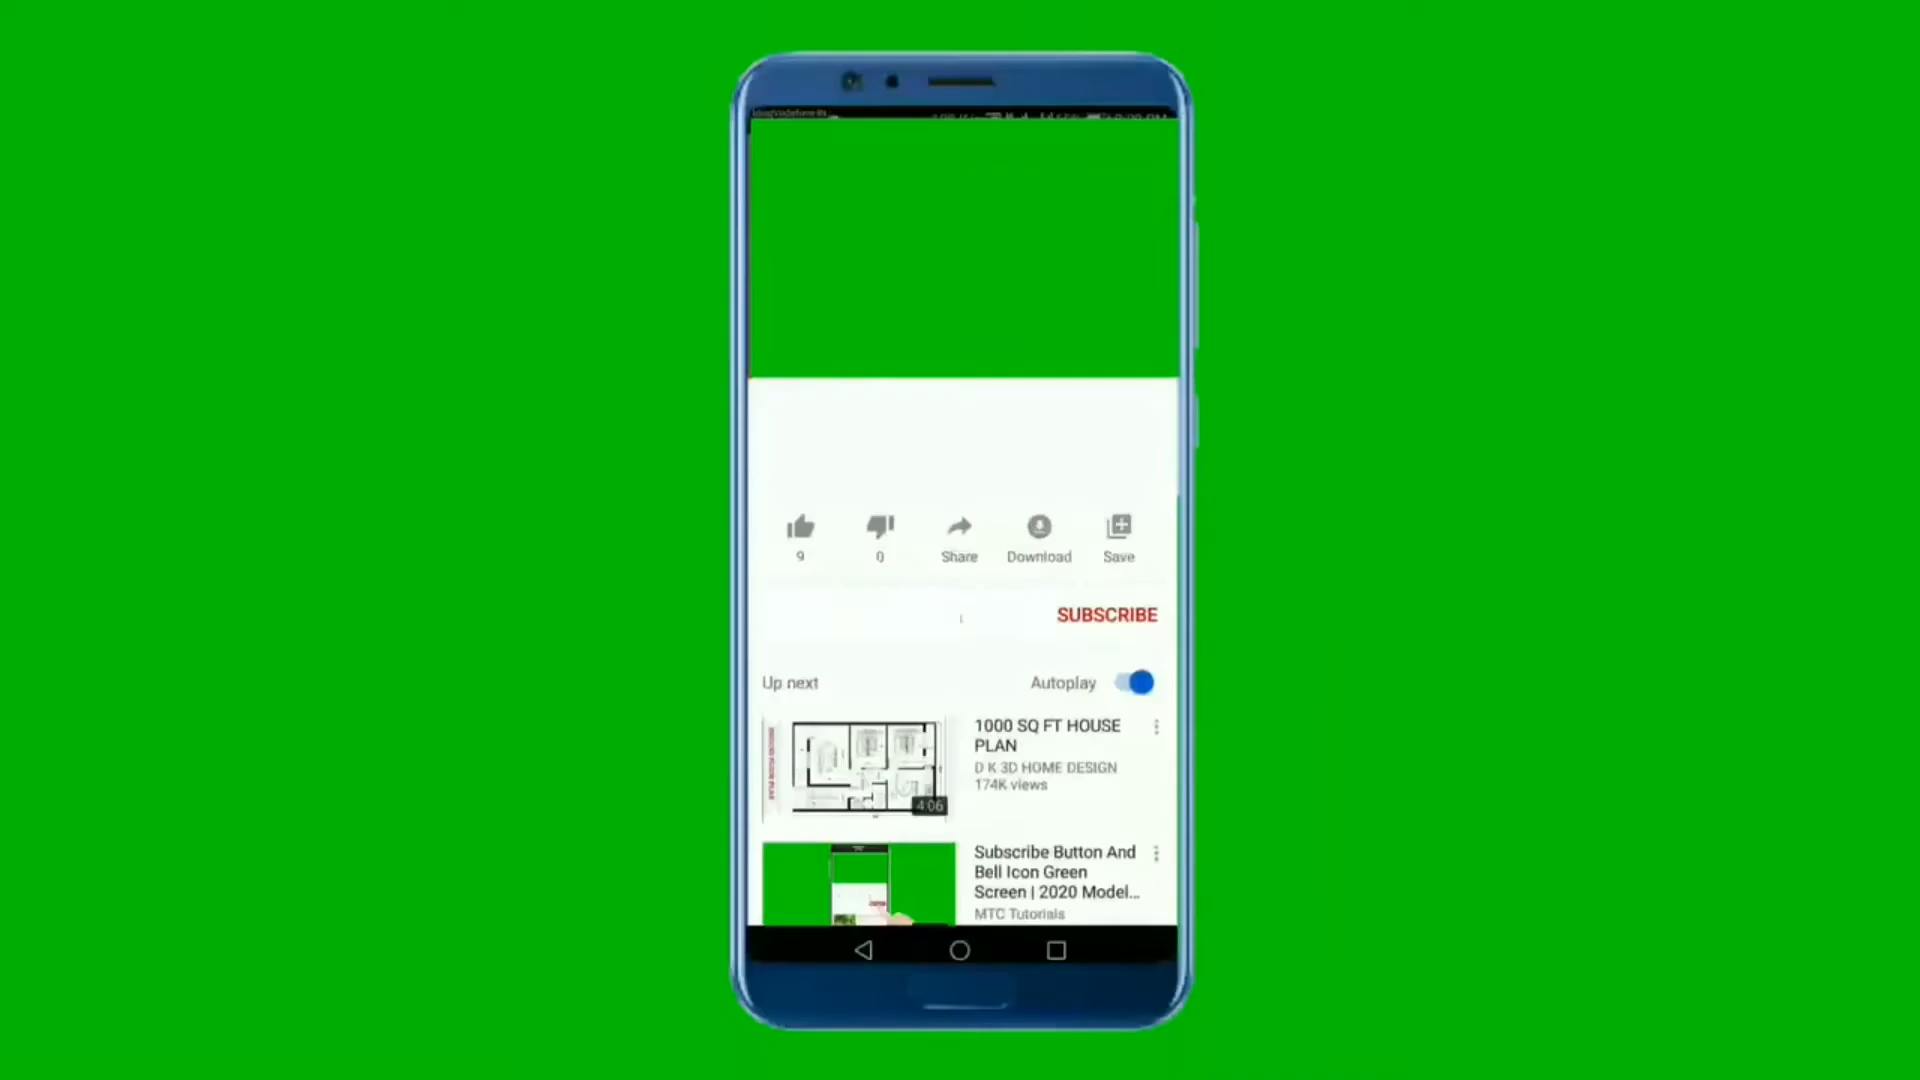 9
0
Share
Download
Save
SUBSCRIBE
Up next
Autoplay
1000 SQ FT HOUSE
PLAN
D K 3D HOME DESIGN
174K views
4:06
Subscribe Button And
Bell Icon Green
Screen | 2020 Model...
MTC Tutorials